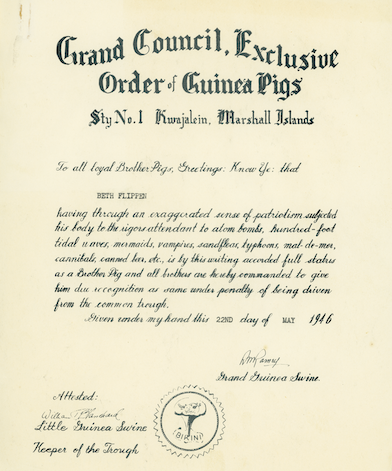 Grand Council, Exclusive
Order of Guinea Pigs
Sty No. 1 Kwajalein, Marshall Islands
To all loyal Brother Pigs, Greetings: Know Ye: that
BETH FLIPPEN
having through an exaggerated sense of patriotism subjected
his body to the rigors attendant to atom bombs, hundred-foot
tidal waves, mermaids, vampires, sandfleas, typhoons, mal-de-mer,
cannibals, canned beer, etc., is by this writing accorded full status
as a Brother Pig and all brothers are hereby commanded to give
him due recognition as same under penalty of being driven
from the common trough.
Given under my hand this 22ND day of MAY 1946
Grand Guinea Swine
Attested:
Little Guinea Swine
Keeper of the Trough
BIKINI